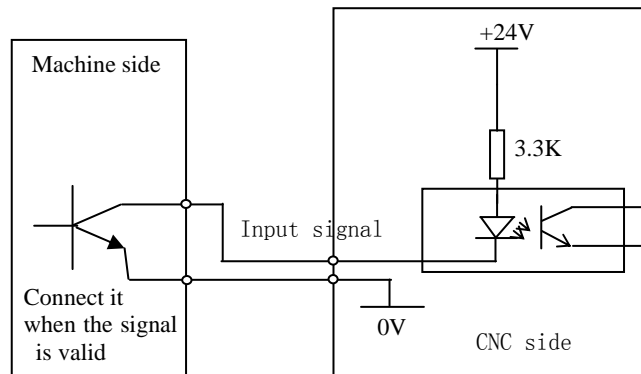 Machine side
+24V
3.3K
Input signal
Connect it
when the signal
is valid
0V
CNC side